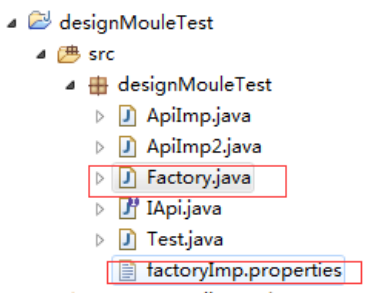 designMouleTest
src
designMouleTest
ApiImp.java
ApiImp2.java
Factory.java
IApi.java
Test.java
factoryImp.properties